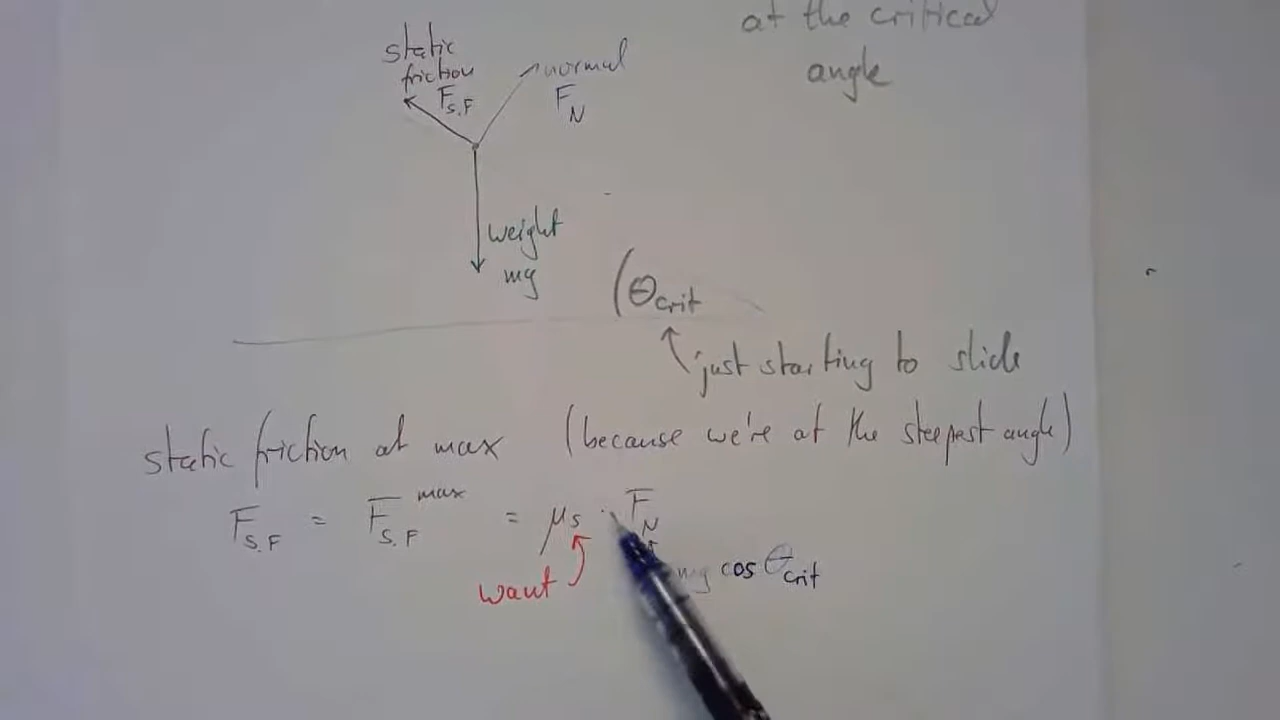 at the critical
angle
static
friction
F_S.F
normal
F_N
weight
mg
(θ_crit
just starting to slide
static friction at max (because we're at the steepest angle)
F_S.F = F_S.F^max = μ_s · F_N
want
mg cos θ_crit